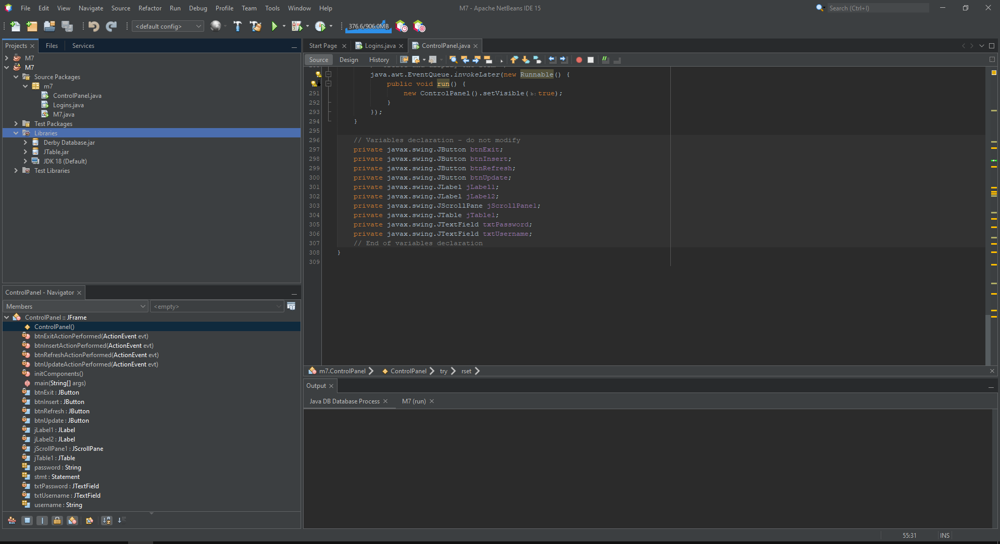 File Edit View Navigate Source Refactor Run Debug Profile Team Tools Window Help
M7 - Apache NetBeans IDE 15
Search (Ctrl+I)
<default config>
376.6/906.0MB
Projects
Files
Services
M7
M7
Source Packages
m7
ControlPanel.java
Logins.java
M7.java
Test Packages
Libraries
Derby Database.jar
JTable.jar
JDK 18 (Default)
Test Libraries
ControlPanel - Navigator
Members
<empty>
ControlPanel :: JFrame
ControlPanel()
btnExitActionPerformed(ActionEvent evt)
btnInsertActionPerformed(ActionEvent evt)
btnRefreshActionPerformed(ActionEvent evt)
btnUpdateActionPerformed(ActionEvent evt)
initComponents()
main(String[] args)
btnExit : JButton
btnInsert : JButton
btnRefresh : JButton
btnUpdate : JButton
jLabel1 : JLabel
jLabel2 : JLabel
jScrollPane1 : JScrollPane
jTable1 : JTable
password : String
stmt : Statement
txtPassword : JTextField
txtUsername : JTextField
username : String
Start Page
Logins.java
ControlPanel.java
Source
Design
History
java.awt.EventQueue.invokeLater(new Runnable() {
public void run() {
291 new ControlPanel().setVisible(b: true);
292 }
293 });
294 }
295
296 // Variables declaration - do not modify
297 private javax.swing.JButton btnExit;
298 private javax.swing.JButton btnInsert;
299 private javax.swing.JButton btnRefresh;
300 private javax.swing.JButton btnUpdate;
301 private javax.swing.JLabel jLabel1;
302 private javax.swing.JLabel jLabel2;
303 private javax.swing.JScrollPane jScrollPane1;
304 private javax.swing.JTable jTable1;
305 private javax.swing.JTextField txtPassword;
306 private javax.swing.JTextField txtUsername;
307 // End of variables declaration
308 }
309
m7.ControlPanel
ControlPanel
try
rset
Output
Java DB Database Process
M7 (run)
55:31
INS